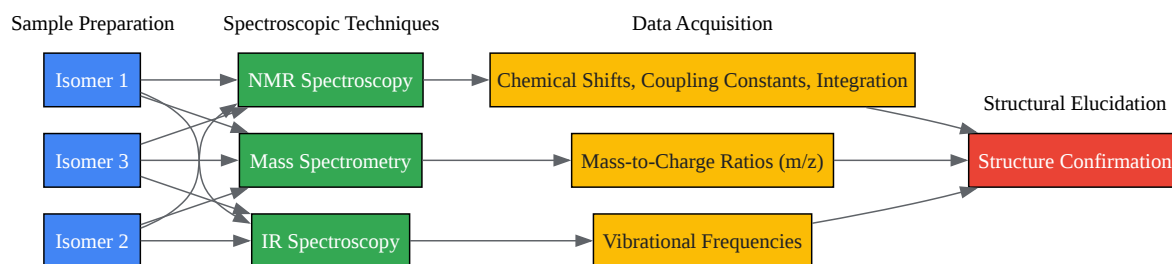 Sample Preparation
Spectroscopic Techniques
Data Acquisition
Isomer 1
NMR Spectroscopy
Chemical Shifts, Coupling Constants, Integration
Structural Elucidation
Isomer 3
Mass Spectrometry
Mass-to-Charge Ratios (m/z)
Structure Confirmation
Isomer 2
IR Spectroscopy
Vibrational Frequencies